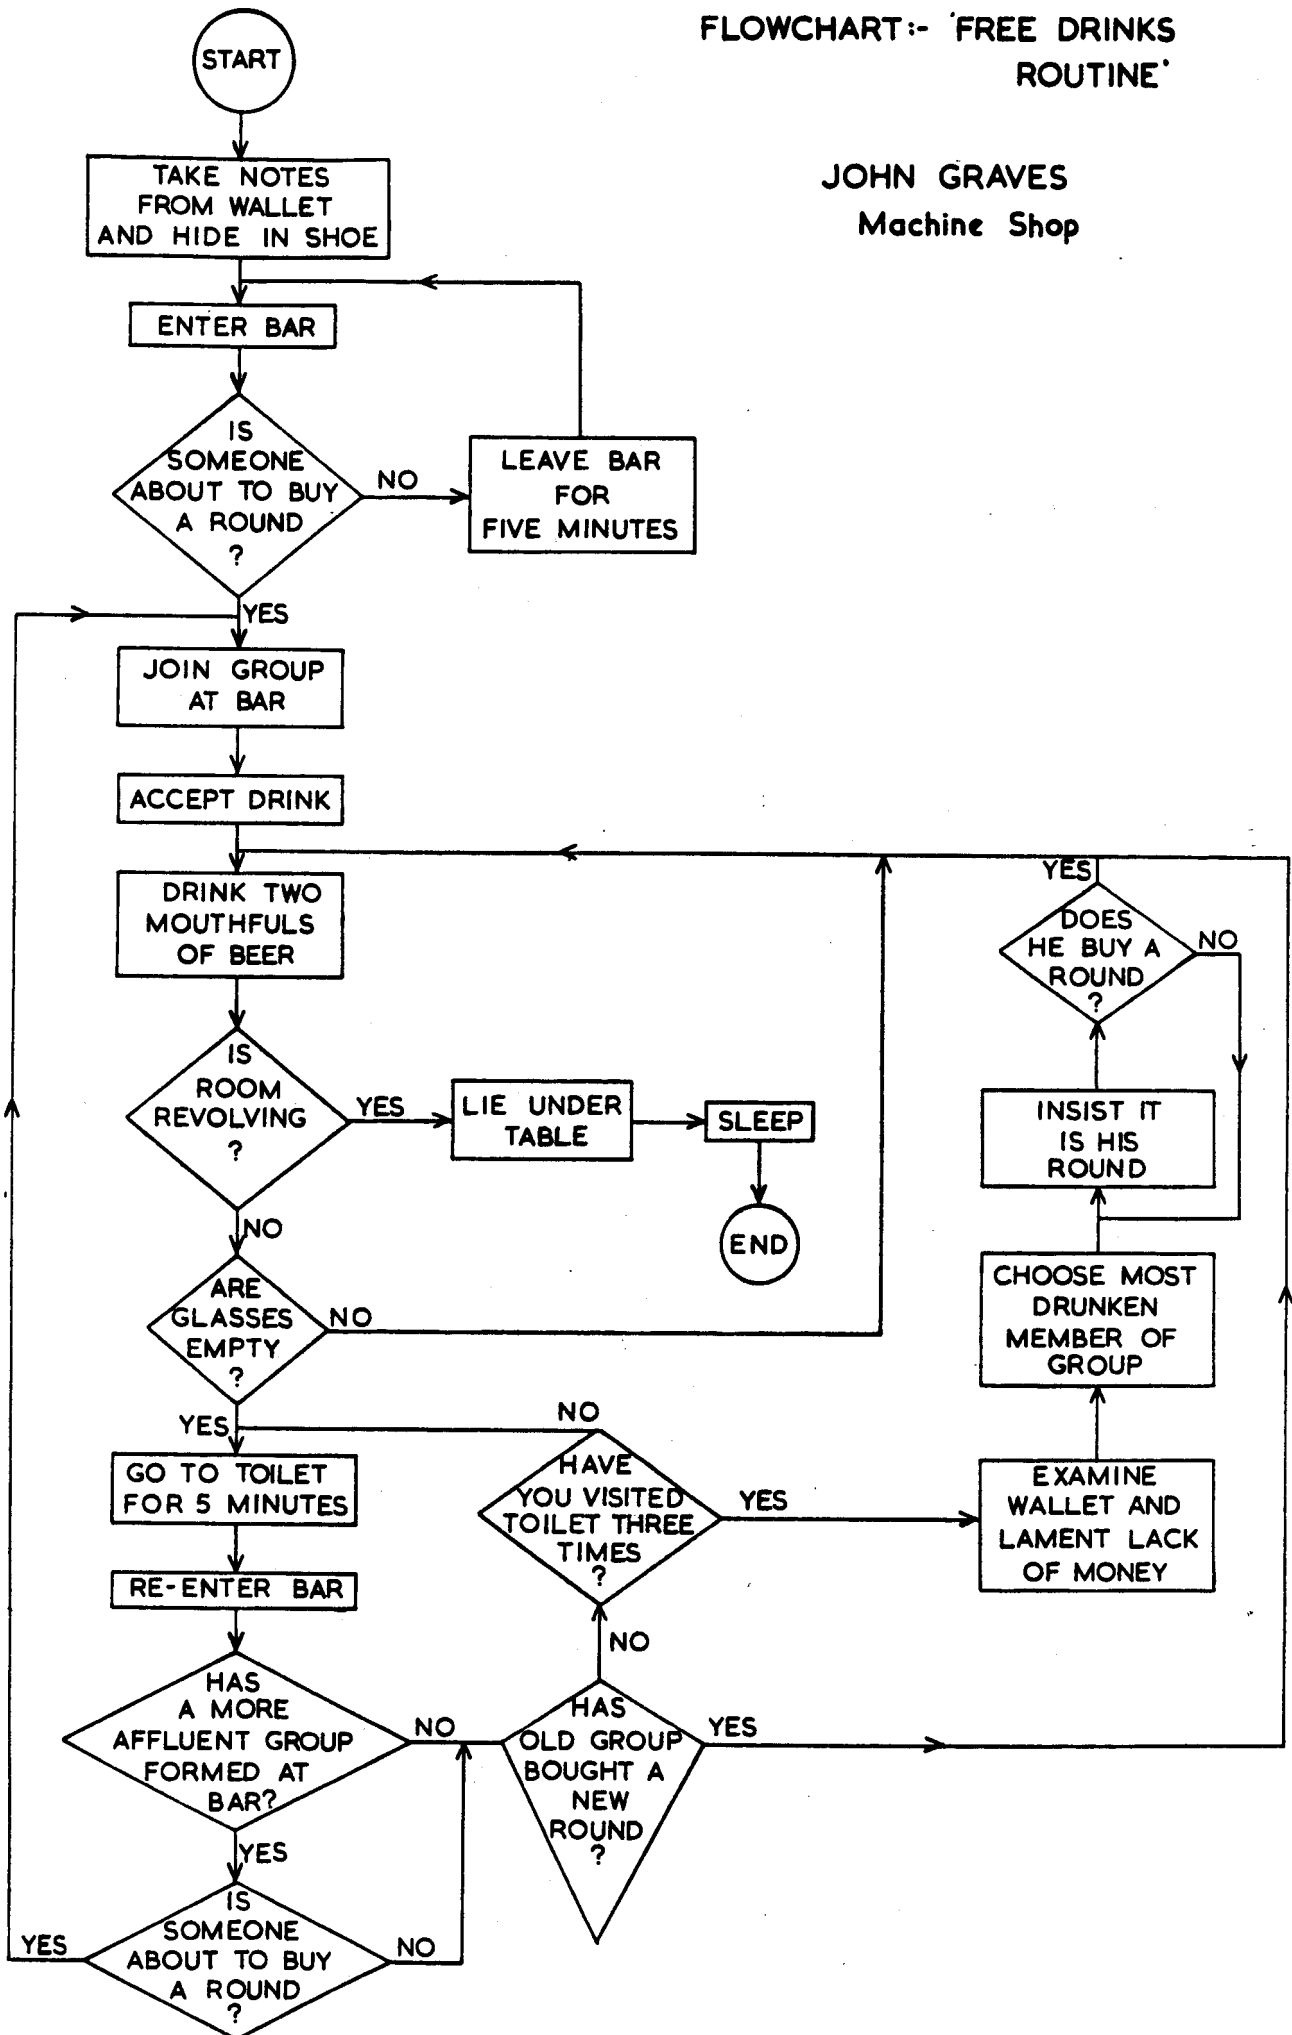 FLOWCHART:- 'FREE DRINKS
ROUTINE'
JOHN GRAVES
Machine Shop
START
TAKE NOTES
FROM WALLET
AND HIDE IN SHOE
ENTER BAR
IS
SOMEONE
ABOUT TO BUY
A ROUND
?
NO
LEAVE BAR
FOR
FIVE MINUTES
YES
JOIN GROUP
AT BAR
ACCEPT DRINK
DRINK TWO
MOUTHFULS
OF BEER
IS
ROOM
REVOLVING
?
YES
LIE UNDER
TABLE
SLEEP
END
NO
ARE
GLASSES
EMPTY
?
NO
YES
GO TO TOILET
FOR 5 MINUTES
RE-ENTER BAR
HAS
A MORE
AFFLUENT GROUP
FORMED AT
BAR?
NO
YES
IS
SOMEONE
ABOUT TO BUY
A ROUND
?
YES
NO
HAS
OLD GROUP
BOUGHT A
NEW
ROUND
?
YES
NO
HAVE
YOU VISITED
TOILET THREE
TIMES
?
NO
YES
EXAMINE
WALLET AND
LAMENT LACK
OF MONEY
CHOOSE MOST
DRUNKEN
MEMBER OF
GROUP
INSIST IT
IS HIS
ROUND
DOES
HE BUY A
ROUND
?
YES
NO